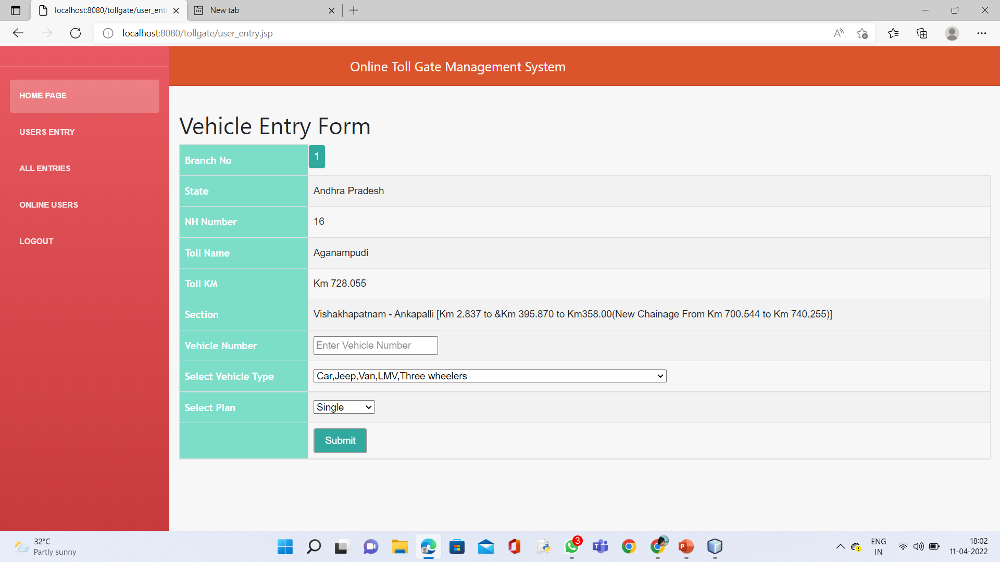 localhost:8080/tollgate/user_ent
New tab
localhost:8080/tollgate/user_entry.jsp
Online Toll Gate Management System
HOME PAGE
USERS ENTRY
ALL ENTRIES
ONLINE USERS
LOGOUT
Vehicle Entry Form
Branch No 1
State Andhra Pradesh
NH Number 16
Toll Name Aganampudi
Toll KM Km 728.055
Section Vishakhapatnam - Ankapalli [Km 2.837 to &Km 395.870 to Km358.00(New Chainage From Km 700.544 to Km 740.255)]
Vehicle Number Enter Vehicle Number
Select Vehicle Type Car,Jeep,Van,LMV,Three wheelers
Select Plan Single
Submit
32°C
Partly sunny
3
ENG
IN
18:02
11-04-2022